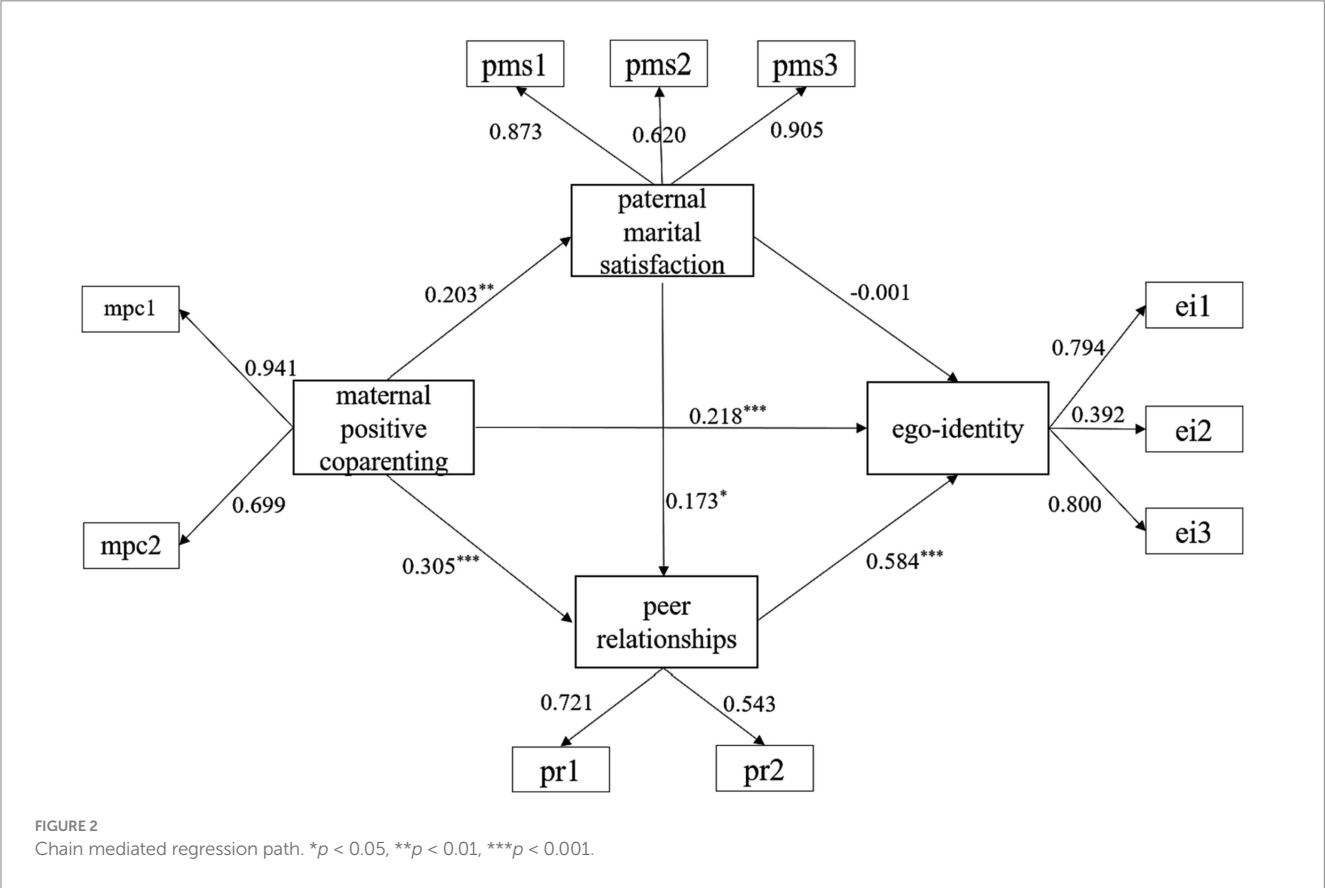 pms1
pms2
pms3
0.873
0.620
0.905
paternal
marital
satisfaction
0.203**
-0.001
mpc1
ei1
0.941
0.794
maternal
positive
coparenting
0.218***
ego-identity
0.392
ei2
0.699
0.173*
0.800
mpc2
ei3
0.305***
0.584***
peer
relationships
0.721
0.543
pr1
pr2
FIGURE 2
Chain mediated regression path. *p < 0.05, **p < 0.01, ***p < 0.001.